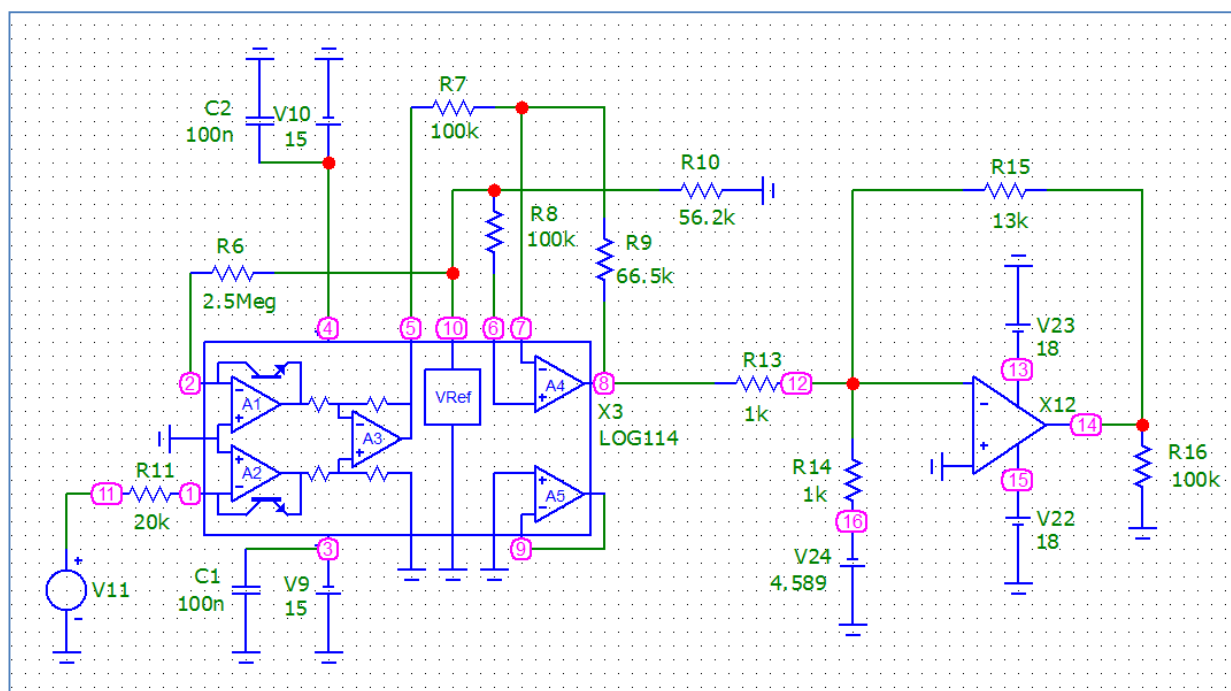 R7
100k
C2
100n
V10
15
R10
56.2k
R15
13k
R8
100k
R9
66.5k
R6
2.5Meg
4
5
10
6
7
V23
18
13
2
A1
A3
VRef
A4
8
R13
1k
12
X3
LOG114
X12
14
R11
20k
11
1
A2
A5
R14
1k
16
15
R16
100k
V22
18
3
9
V11
C1
100n
V9
15
V24
4,589